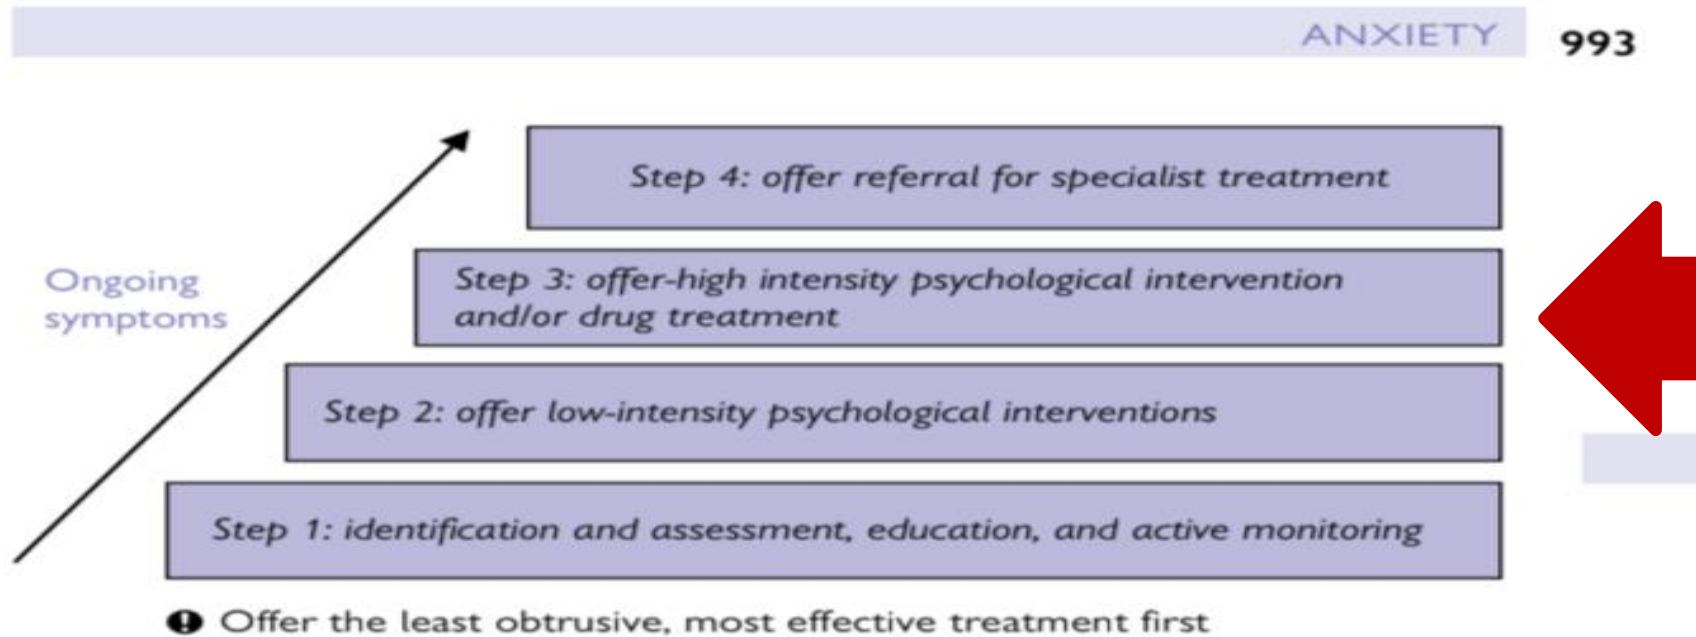 ANXIETY 993
Step 4: offer referral for specialist treatment
Ongoing
symptoms
Step 3: offer-high intensity psychological intervention
and/or drug treatment
Step 2: offer low-intensity psychological interventions
Step 1: identification and assessment, education, and active monitoring
! Offer the least obtrusive, most effective treatment first